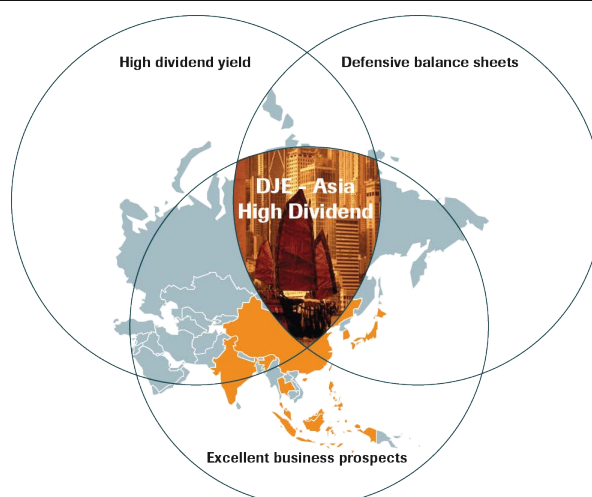 High dividend yield
Defensive balance sheets
DJE - Asia
High Dividend
Excellent business prospects